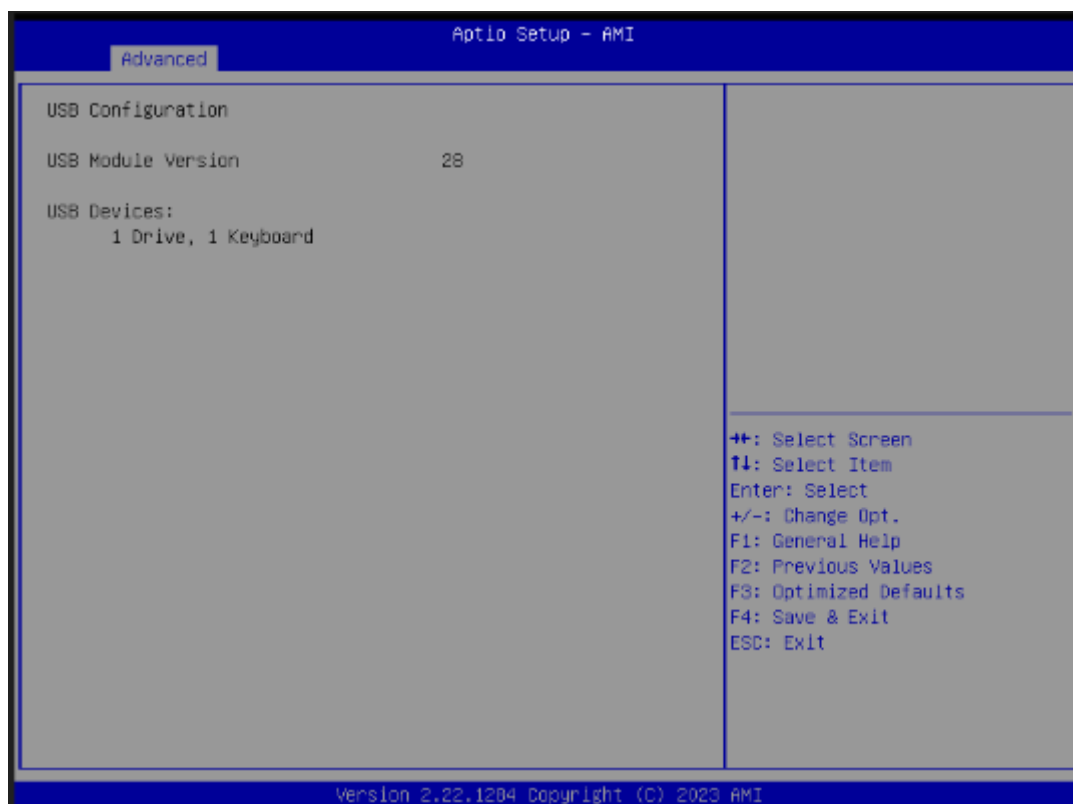 Aptio Setup – AMI
Advanced
USB Configuration
USB Module Version 28
USB Devices:
1 Drive, 1 Keyboard
→←: Select Screen
↑↓: Select Item
Enter: Select
+/-: Change Opt.
F1: General Help
F2: Previous Values
F3: Optimized Defaults
F4: Save & Exit
ESC: Exit
Version 2.22.1284 Copyright (C) 2023 AMI